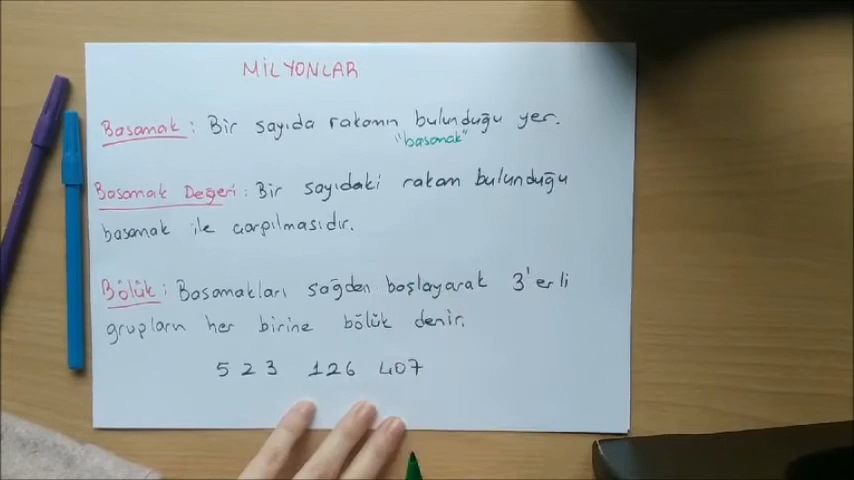 MİLYONLAR
Basamak : Bir sayıda rakamın bulunduğu yer.
"basamak"
Basamak Değeri : Bir sayıdaki rakam bulunduğu
basamak ile çarpılmasıdır.
Bölük : Basamakları sağdan başlayarak 3'erli
grupların her birine bölük denir.
523 126 407